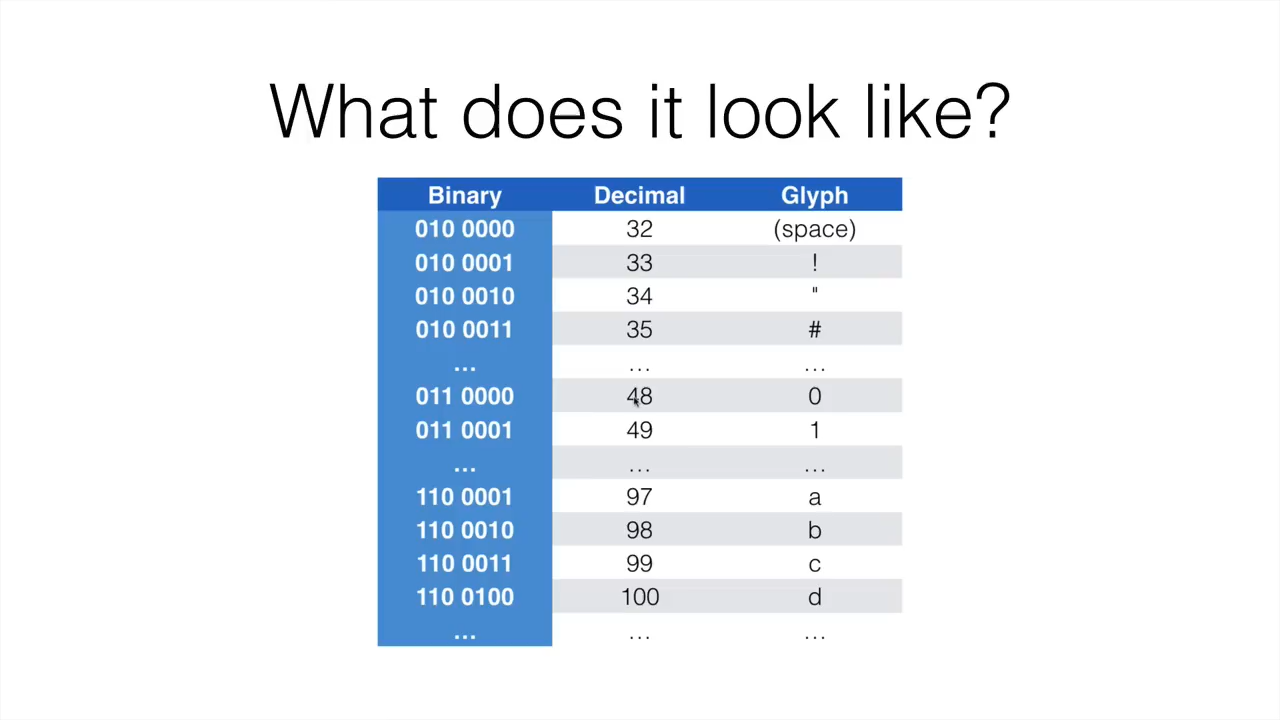 What does it look like?
Binary Decimal Glyph
010 0000 32 (space)
010 0001 33 !
010 0010 34 "
010 0011 35 #
... ... ...
011 0000 48 0
011 0001 49 1
... ... ...
110 0001 97 a
110 0010 98 b
110 0011 99 c
110 0100 100 d
... ... ...